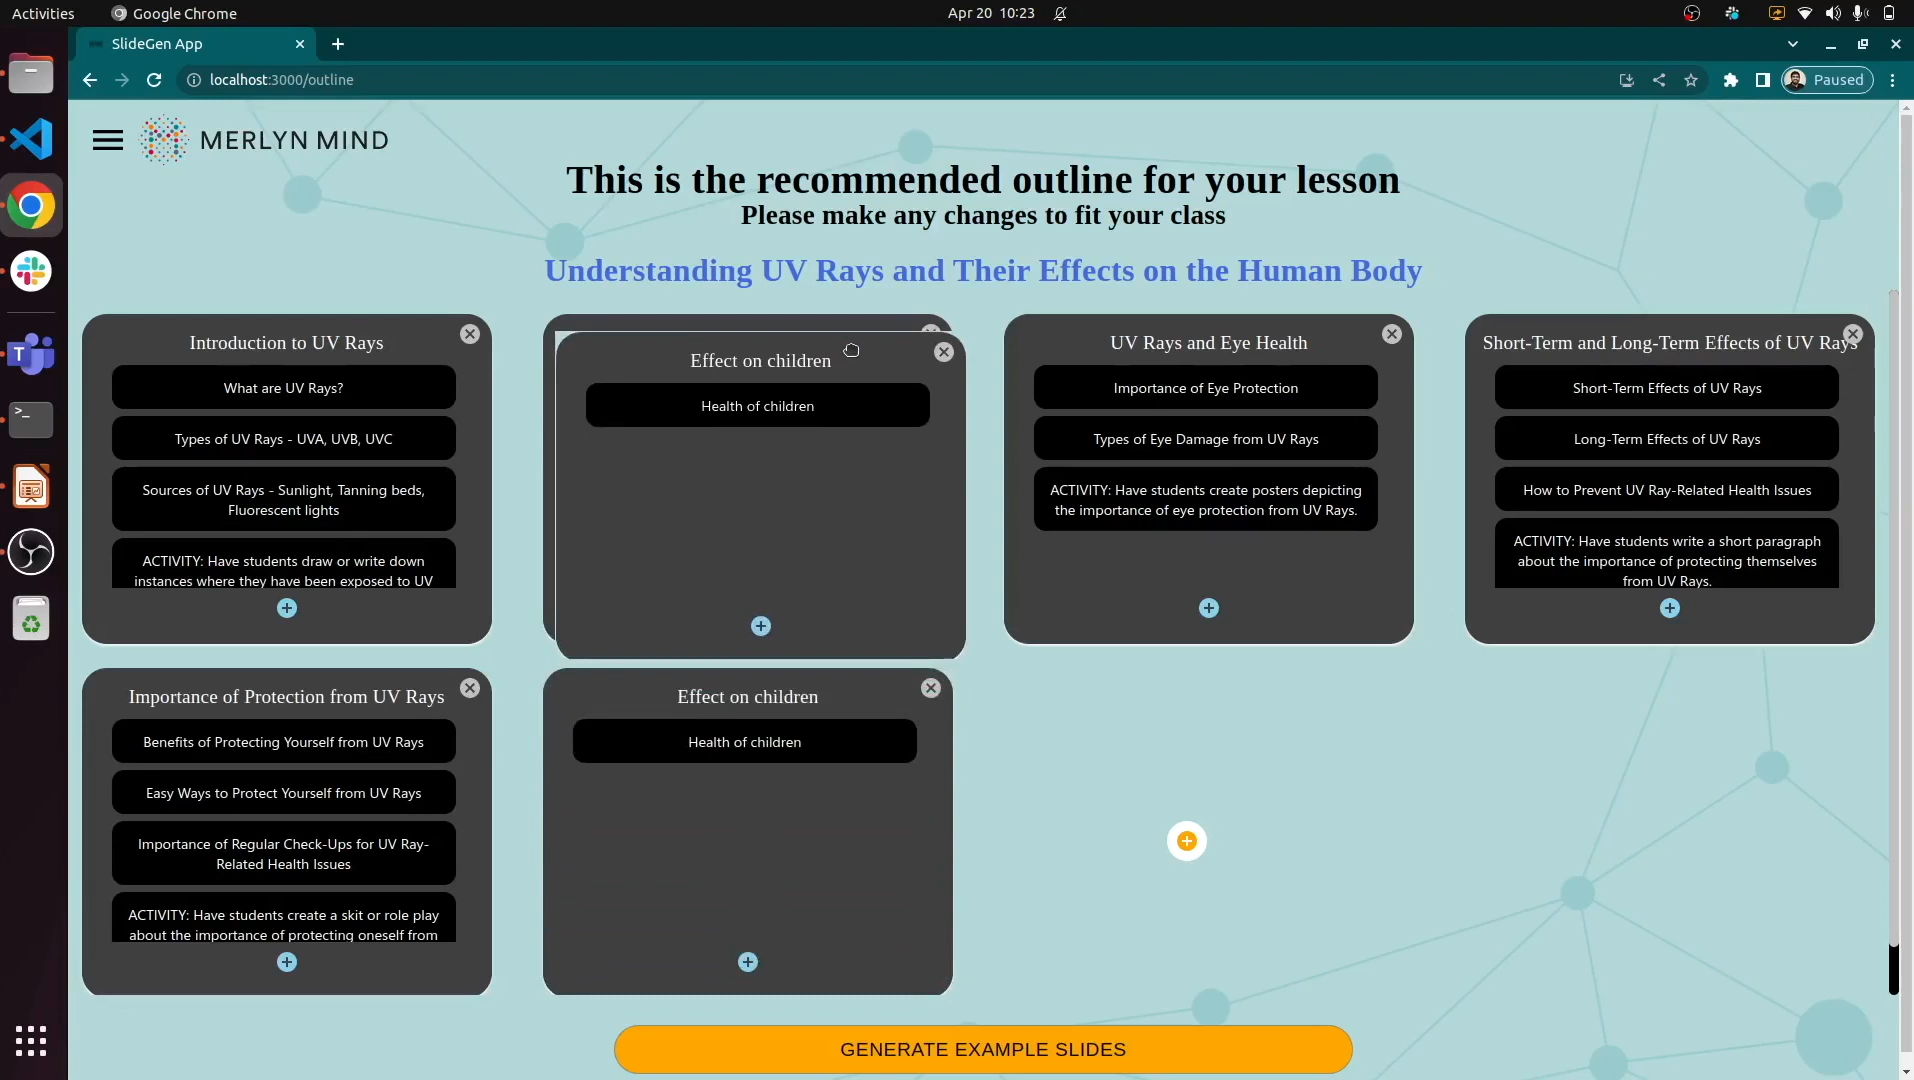 Activities
Google Chrome
Apr 20 10:23
SlideGen App
localhost:3000/outline
Paused
MERLYN MIND
This is the recommended outline for your lesson
Please make any changes to fit your class
Understanding UV Rays and Their Effects on the Human Body
Introduction to UV Rays
What are UV Rays?
Types of UV Rays - UVA, UVB, UVC
Sources of UV Rays - Sunlight, Tanning beds,
Fluorescent lights
ACTIVITY: Have students draw or write down
instances where they have been exposed to UV
Effect on children
Health of children
UV Rays and Eye Health
Importance of Eye Protection
Types of Eye Damage from UV Rays
ACTIVITY: Have students create posters depicting
the importance of eye protection from UV Rays.
Short-Term and Long-Term Effects of UV Rays
Short-Term Effects of UV Rays
Long-Term Effects of UV Rays
How to Prevent UV Ray-Related Health Issues
ACTIVITY: Have students write a short paragraph
about the importance of protecting themselves
from UV Rays.
Importance of Protection from UV Rays
Benefits of Protecting Yourself from UV Rays
Easy Ways to Protect Yourself from UV Rays
Importance of Regular Check-Ups for UV Ray-
Related Health Issues
ACTIVITY: Have students create a skit or role play
about the importance of protecting oneself from
Effect on children
Health of children
GENERATE EXAMPLE SLIDES